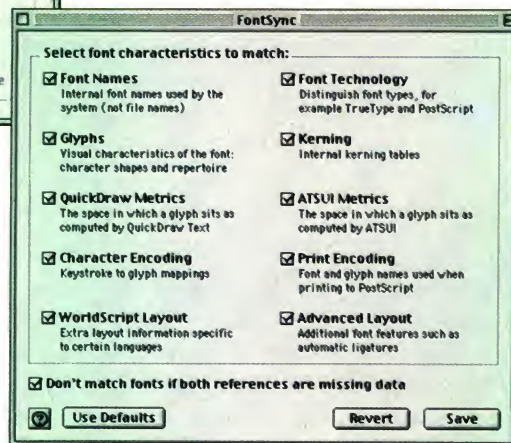 FontSync
Select font characteristics to match:
Font Names
Internal font names used by the
system (not file names)
Font Technology
Distinguish font types, for
example TrueType and PostScript
Glyphs
Visual characteristics of the font:
character shapes and repertoire
Kerning
Internal kerning tables
QuickDraw Metrics
The space in which a glyph sits as
computed by QuickDraw Text
ATSUI Metrics
The space in which a glyph sits as
computed by ATSUI
Character Encoding
Keystroke to glyph mappings
Print Encoding
Font and glyph names used when
printing to PostScript
WorldScript Layout
Extra layout information specific
to certain languages
Advanced Layout
Additional font features such as
automatic ligatures
Don't match fonts if both references are missing data
?
Use Defaults
Revert
Save